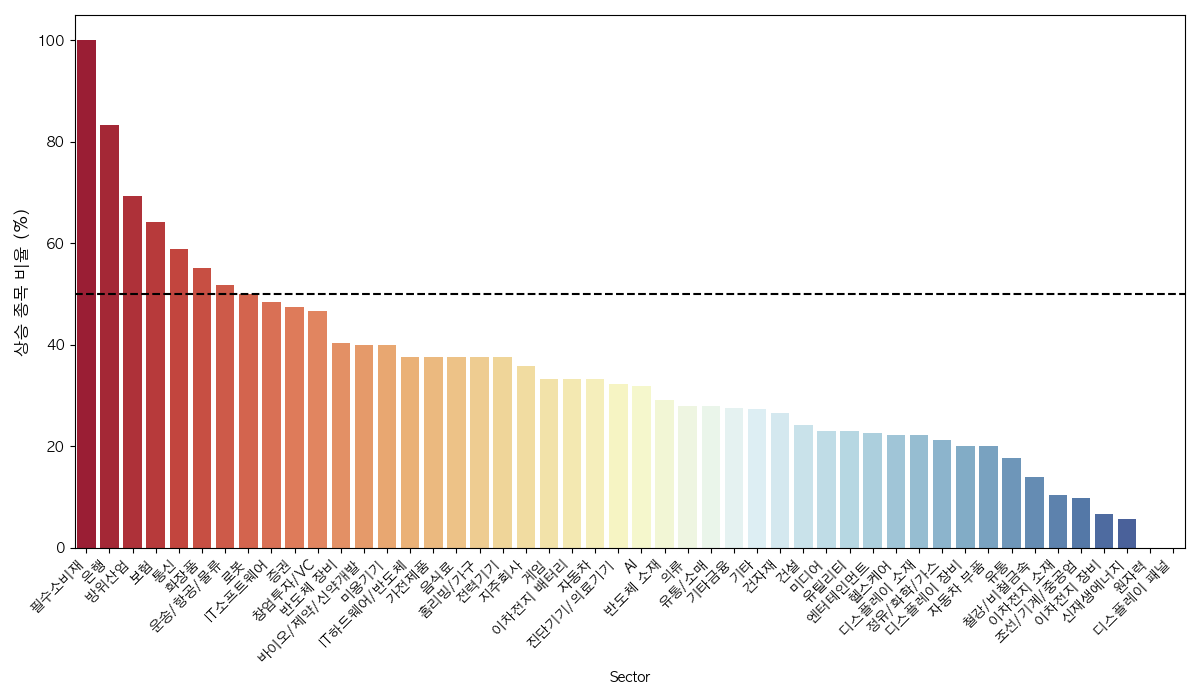 상승 종목 비율 (%)
100
80
60
40
20
0
필수소비재
은행
방위산업
보험
통신
화장품
운송/항공/물류
로봇
IT소프트웨어
증권
창업투자/VC
반도체 장비
바이오/제약/신약개발
미용기기
IT하드웨어/반도체
가전제품
음식료
홈리빙/가구
전력기기
지주회사
게임
이차전지 배터리
자동차
진단기기/의료기기
AI
반도체 소재
의류
유통/소매
기타금융
기타
건자재
건설
미디어
유틸리티
엔터테인먼트
헬스케어
디스플레이 소재
정유/화학/가스
디스플레이 장비
자동차 부품
유통
철강/비철금속
이차전지 소재
조선/기계/중공업
이차전지 장비
신재생에너지
원자력
디스플레이 패널
Sector